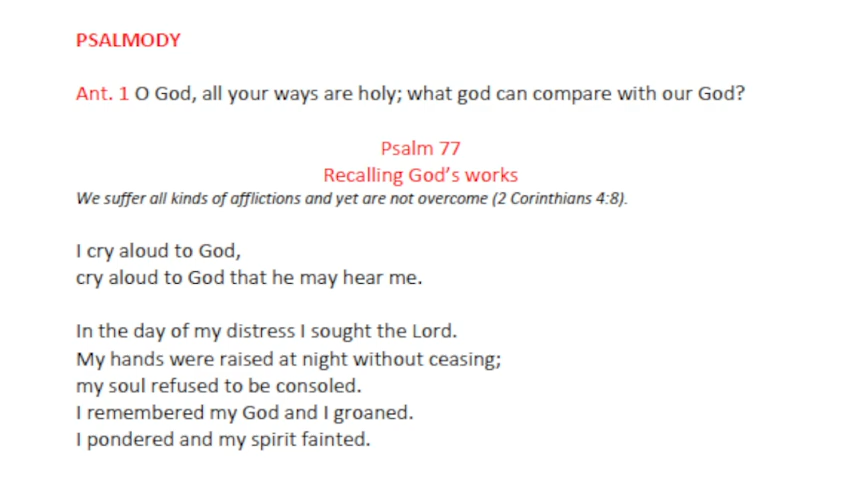 PSALMODY
Ant. 1 O God, all your ways are holy; what god can compare with our God?
Psalm 77
Recalling God’s works
We suffer all kinds of afflictions and yet are not overcome (2 Corinthians 4:8).
I cry aloud to God,
cry aloud to God that he may hear me.
In the day of my distress I sought the Lord.
My hands were raised at night without ceasing;
my soul refused to be consoled.
I remembered my God and I groaned.
I pondered and my spirit fainted.